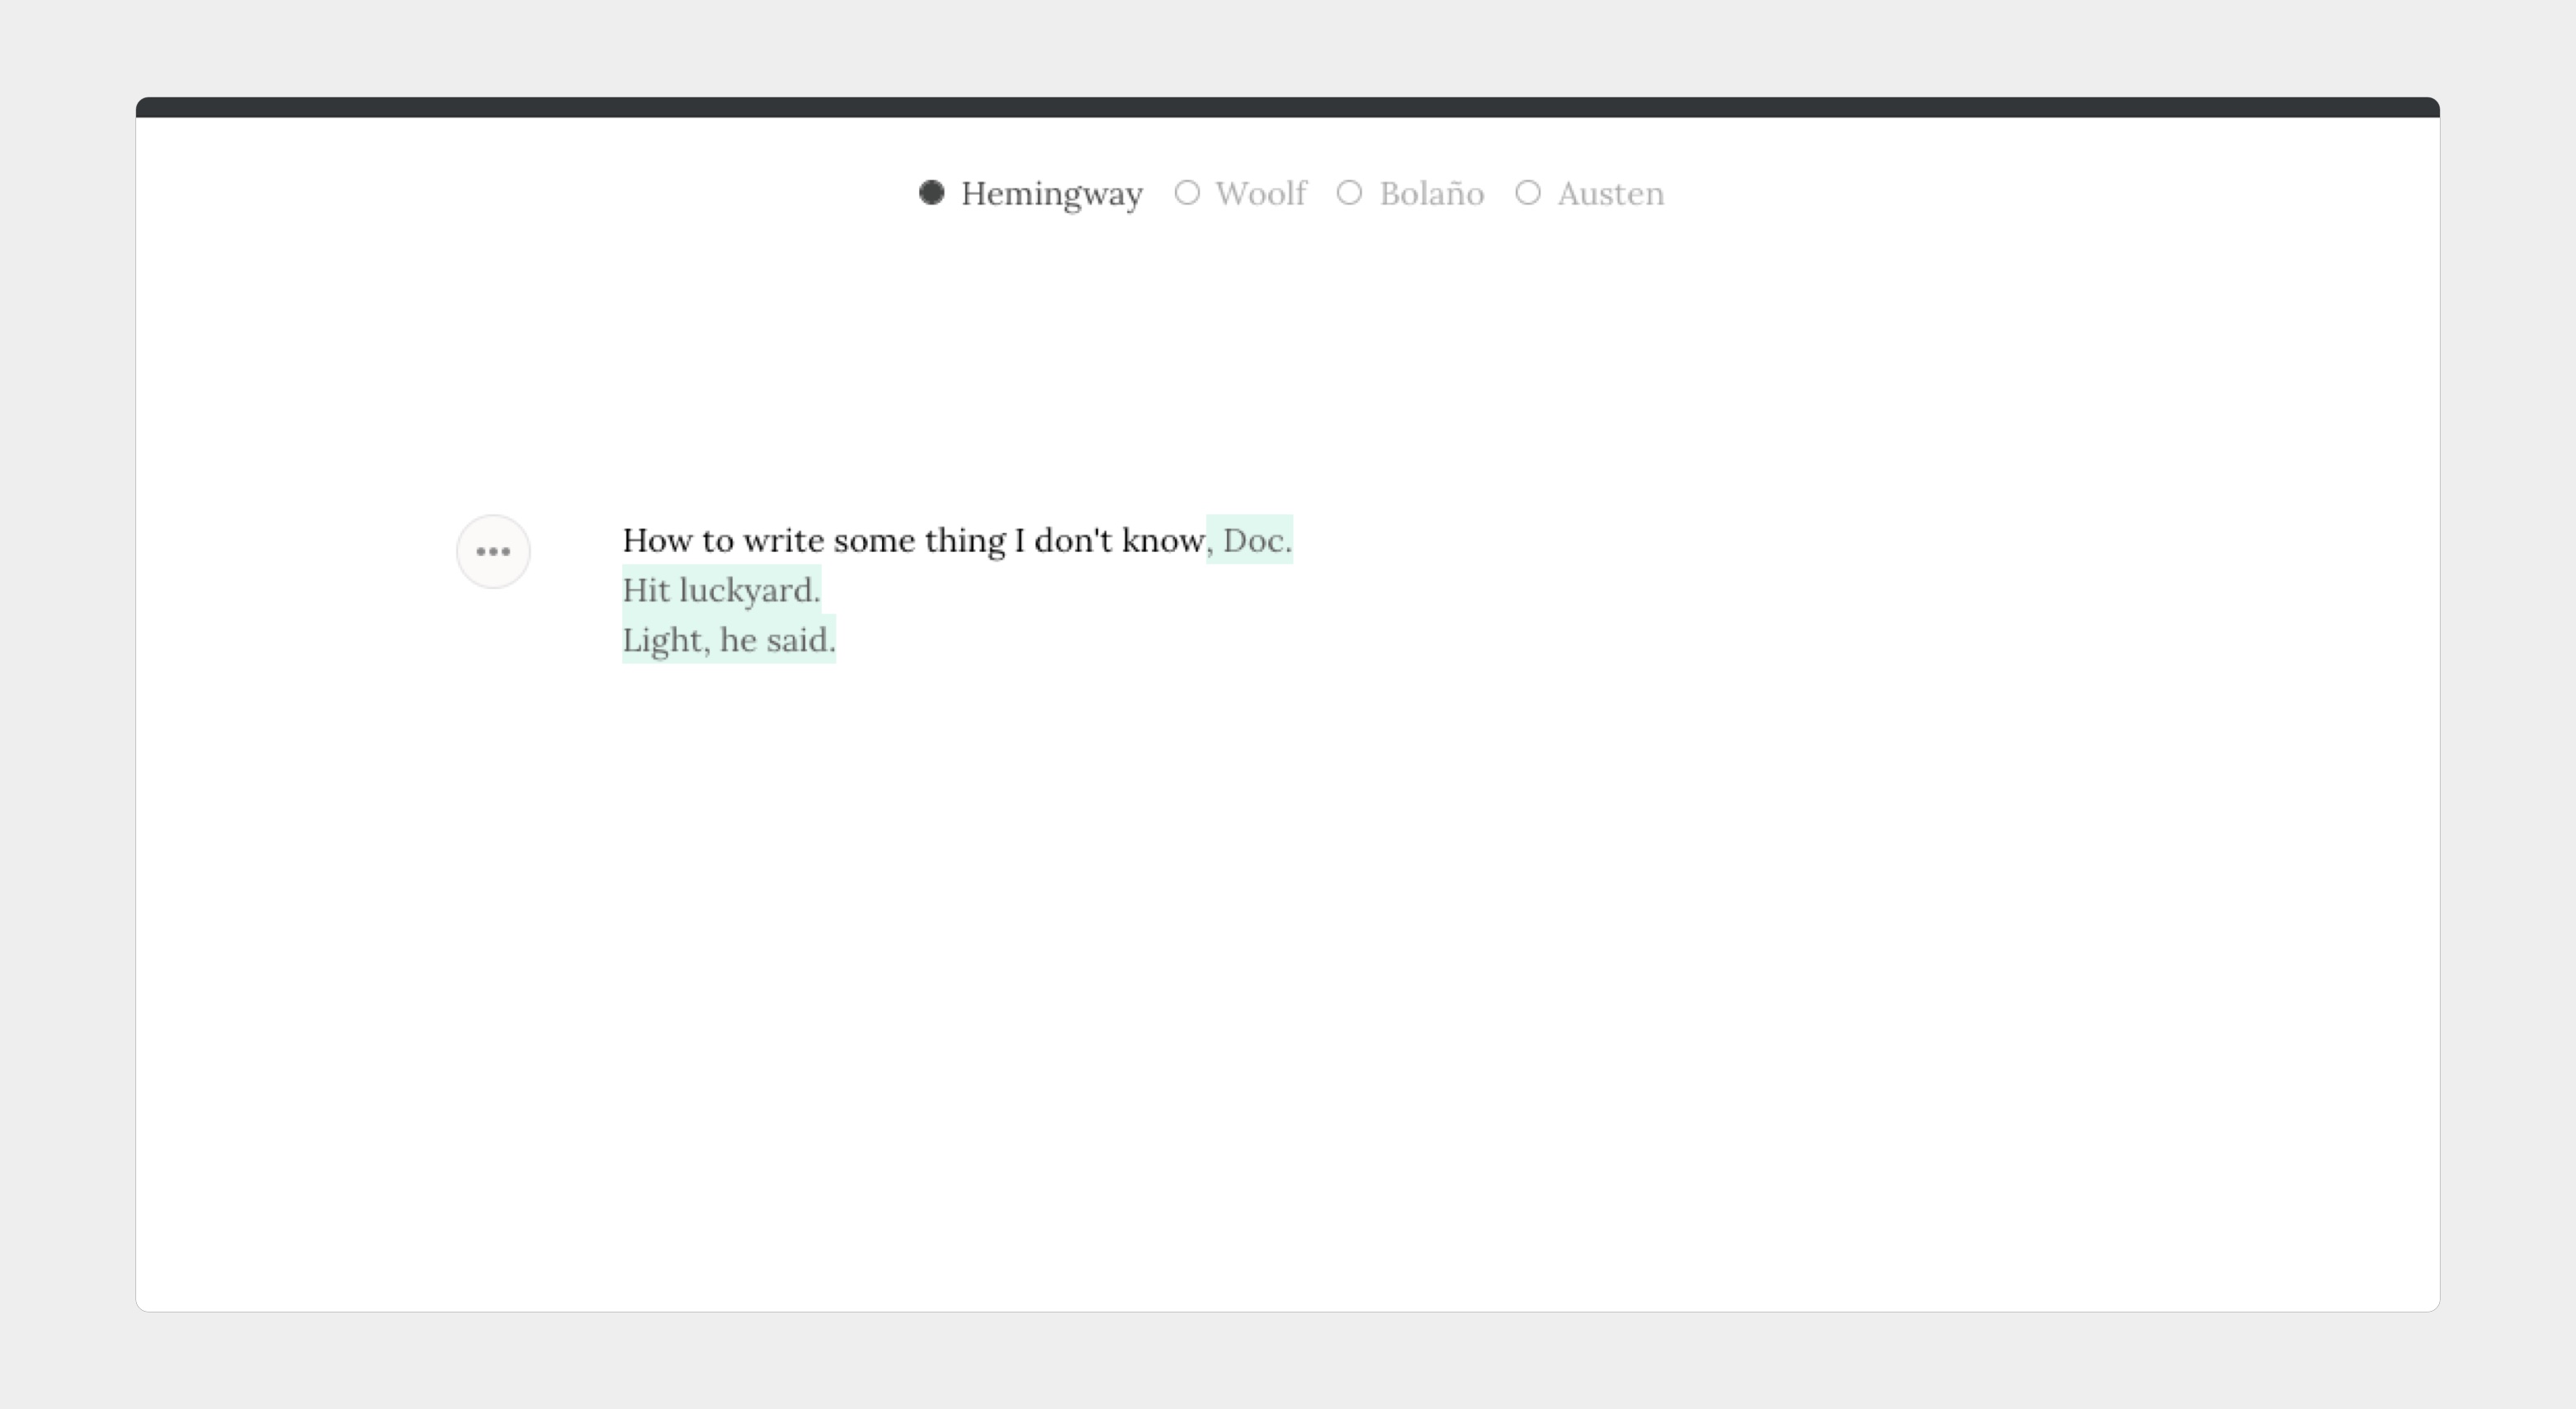 Hemingway Woolf Bolaño Austen
How to write some thing I don't know, Doc.
Hit luckyard.
Light, he said.